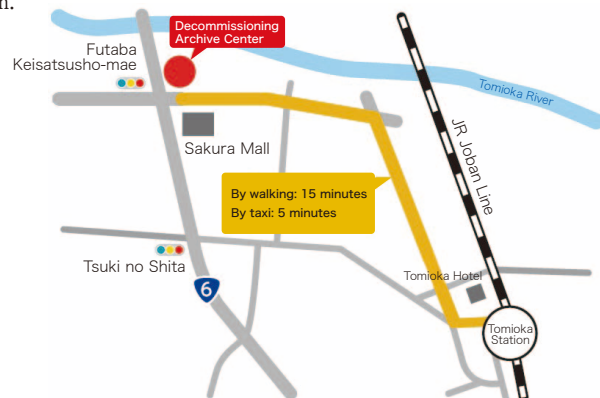 n.
Decommissioning
Archive Center
Futaba
Keisatsusho-mae
Tomioka River
Sakura Mall
JR Joban Line
By walking: 15 minutes
By taxi: 5 minutes
Tsuki no Shita
6
Tomioka Hotel
Tomioka
Station